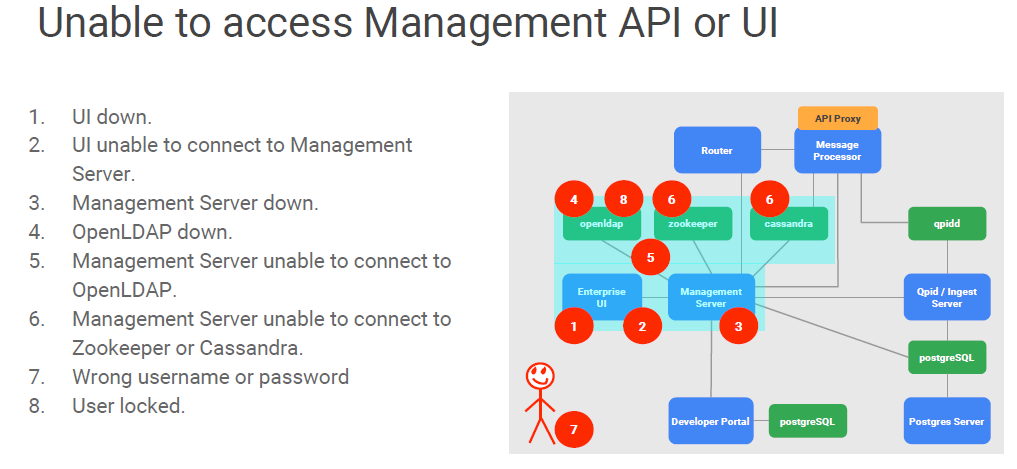 Unable to access Management API or UI
1. UI down.
2. UI unable to connect to Management
Server.
3. Management Server down.
4. OpenLDAP down.
5. Management Server unable to connect to
OpenLDAP.
6. Management Server unable to connect to
Zookeeper or Cassandra.
7. Wrong username or password
8. User locked.
API Proxy
Router
Message
Processor
4
8
6
6
openldap
zookeeper
cassandra
qpidd
5
Enterprise
UI
Management
Server
Qpid / Ingest
Server
1
2
3
postgreSQL
7
Developer Portal
postgreSQL
Postgres Server